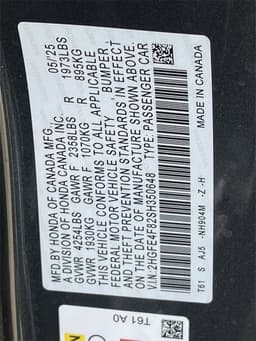 MFD.BY HONDA OF CANADA MFG. 05/'25
A DIVISION OF HONDA CANADA INC.
GVWR 4254LBS GAWR F 2358LBS R 1973LBS
GVWR 1930KG GAWR F 1070KG R 895KG
THIS VEHICLE CONFORMS TO ALL APPLICABLE
FEDERAL MOTOR VEHICLE SAFETY, BUMPER,
AND THEFT PREVENTION STANDARDS IN EFFECT
ON THE DATE OF MANUFACTURE SHOWN ABOVE.
VIN:2HGFE4F82SH350648
TYPE: PASSENGER CAR
MADE IN CANADA
T61 S AJ5 -NH904M -Z -H
T61 A0